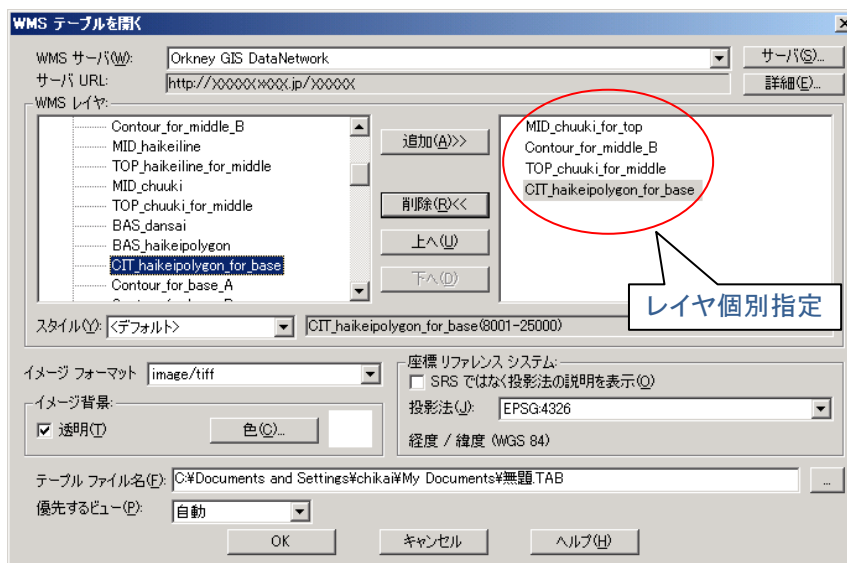 WMS テーブルを開く
WMS サーバ(W): Orkney GIS DataNetwork サーバ(S)...
サーバ URL: http://XXXXX.XXX.jp/XXXXX 詳細(E)...
WMS レイヤ:
Contour_for_middle_B
MID_haikeiline
TOP_haikeiline_for_middle
MID_chuuki
TOP_chuuki_for_middle
BAS_dansai
BAS_haikeipolygon
CIT_haikeipolygon_for_base
Contour_for_base_A
追加(A)>>
削除(R)<<
上へ(U)
下へ(D)
MID_chuuki_for_top
Contour_for_middle_B
TOP_chuuki_for_middle
CIT_haikeipolygon_for_base
レイヤ個別指定
スタイル(Y): <デフォルト> CIT_haikeipolygon_for_base(8001-25000)
イメージ フォーマット image/tiff
イメージ背景:
透明(T) 色(C)...
座標リファレンス システム:
SRS ではなく投影法の説明を表示(O)
投影法(J): EPSG:4326
経度 / 緯度 (WGS 84)
テーブル ファイル名(F): C:¥Documents and Settings¥chikai¥My Documents¥無題.TAB ...
優先するビュー(P): 自動
OK キャンセル ヘルプ(H)